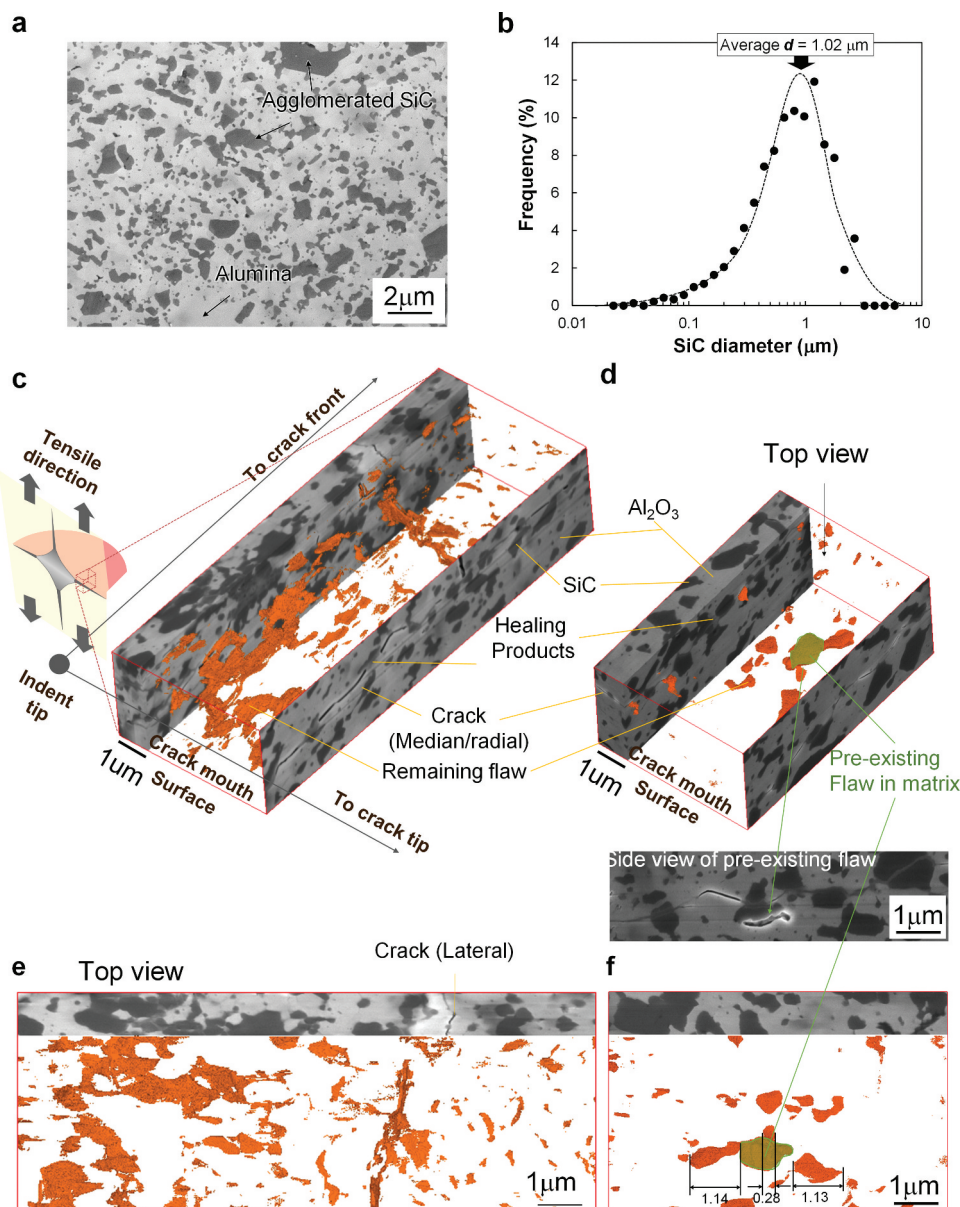 a
Agglomerated SiC
Alumina
2μm
b
Average d = 1.02 μm
Frequency (%)
14
12
10
8
6
4
2
0
0.01
0.1
1
10
SiC diameter (μm)
c
To crack front
Tensile
direction
Indent
tip
1um
Crack mouth
Surface
To crack tip
Al₂O₃
SiC
Healing
Products
Crack
(Median/radial)
Remaining flaw
d
Top view
1um
Crack mouth
Surface
Pre-existing
Flaw in matrix
Side view of pre-existing flaw
1μm
e
Top view
Crack (Lateral)
1μm
f
1.14
0.28
1.13
1μm